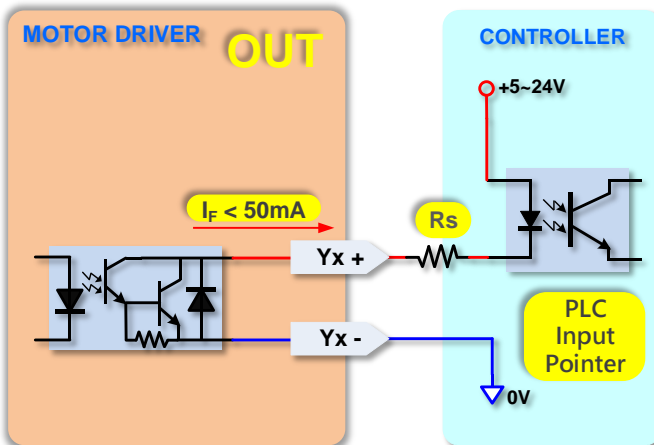 MOTOR DRIVER
OUT
CONTROLLER
+5~24V
IF < 50mA
Rs
Yx +
PLC
Input
Pointer
Yx -
0V